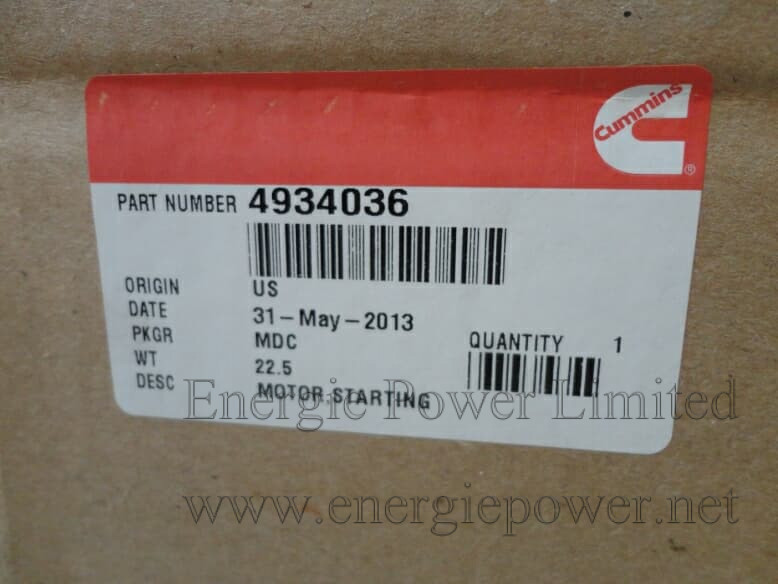 Cummins
®
PART NUMBER 4934036
ORIGIN US
DATE 31-May-2013
PKGR MDC
QUANTITY 1
WT 22.5
DESC MOTOR,STARTING
Energie Power Limited
www.energiepower.net